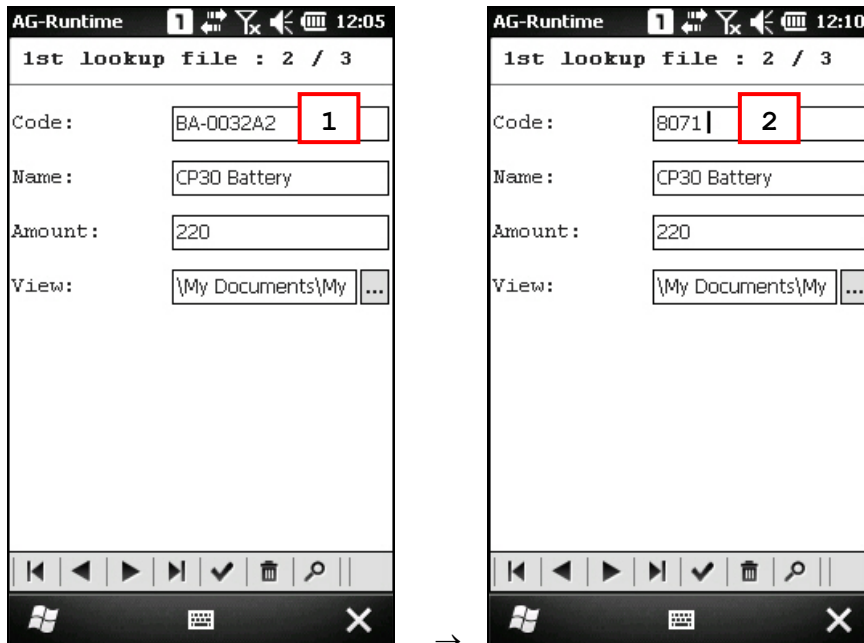 AG-Runtime 1 12:05
1st lookup file : 2 / 3
Code: BA-0032A2 1
Name: CP30 Battery
Amount: 220
View: \My Documents\My ...
→
AG-Runtime 1 12:10
1st lookup file : 2 / 3
Code: 8071 2
Name: CP30 Battery
Amount: 220
View: \My Documents\My ...